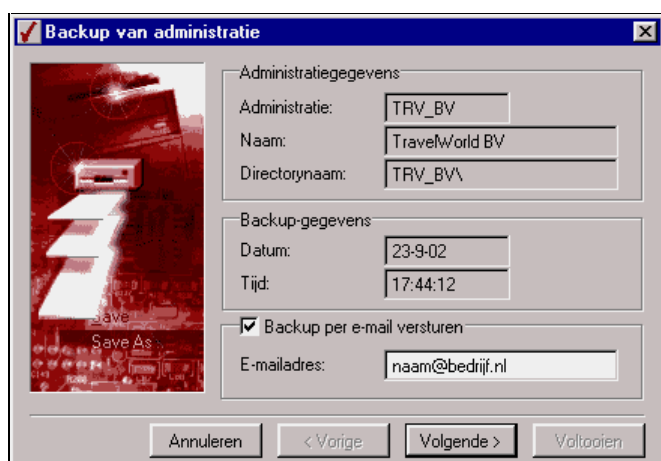 Backup van administratie
Administratiegegevens
Administratie: TRV_BV
Naam: TravelWorld BV
Directorynaam: TRV_BV\
Backup-gegevens
Datum: 23-9-02
Tijd: 17:44:12
Backup per e-mail versturen
E-mailadres: naam@bedrijf.nl
Save
Save As
Annuleren < Vorige Volgende > Voltooien